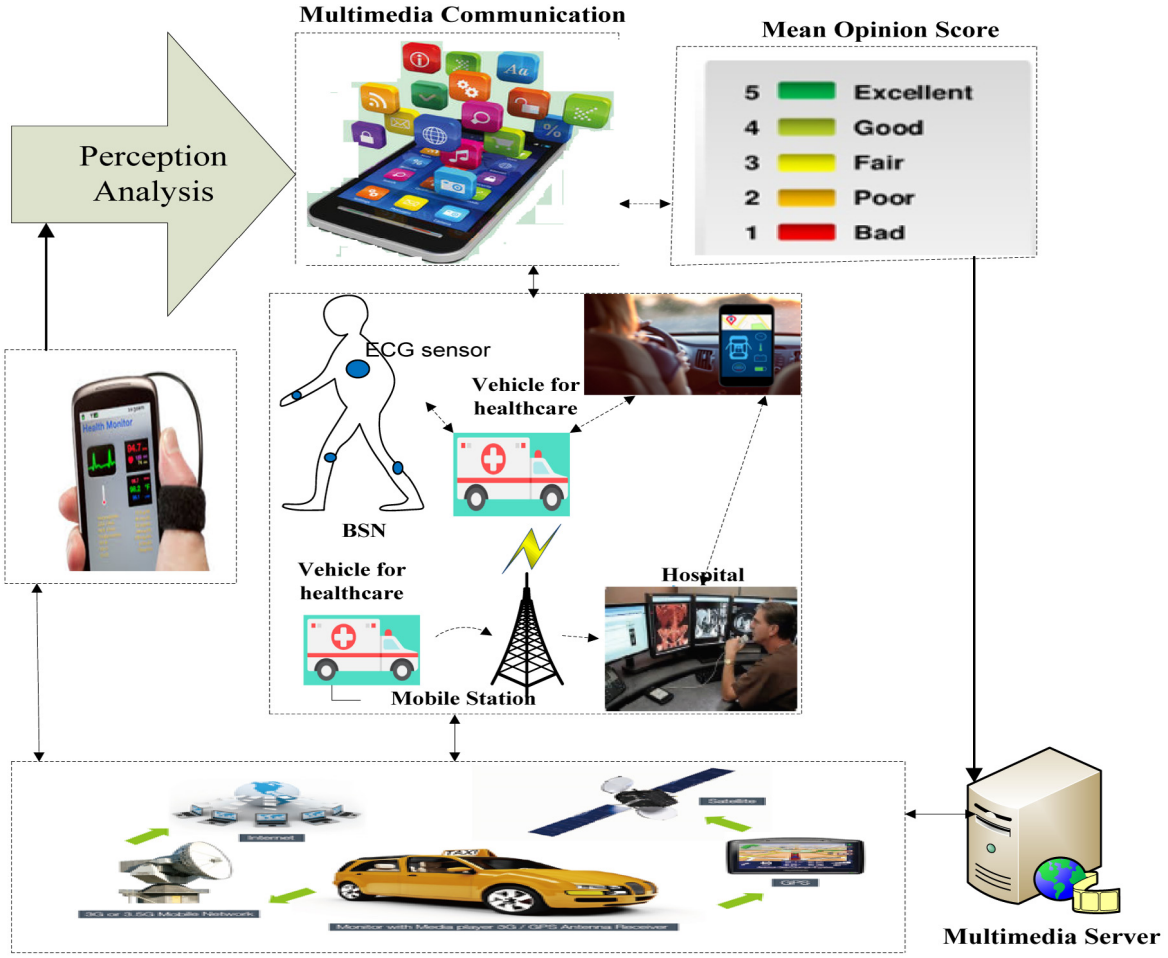 Multimedia Communication
Mean Opinion Score
Perception
Analysis
Aa
%
5 Excellent
4 Good
3 Fair
2 Poor
1 Bad
ECG sensor
Vehicle for
healthcare
BSN
Health Monitor
Vehicle for
healthcare
Hospital
Mobile Station
TAXI
Internet
Satellite
GPS
3G or 3.5G Mobile Network
Monitor with Media player 3G / GPS Antenna Receiver
Multimedia Server